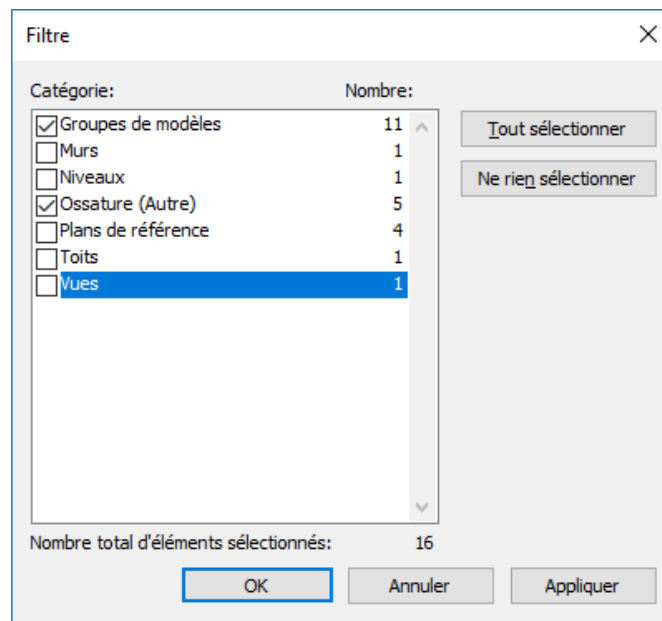 Filtre
Catégorie: Nombre:
Groupes de modèles 11
Murs 1
Niveaux 1
Ossature (Autre) 5
Plans de référence 4
Toits 1
Vues 1
Tout sélectionner
Ne rien sélectionner
Nombre total d'éléments sélectionnés: 16
OK Annuler Appliquer